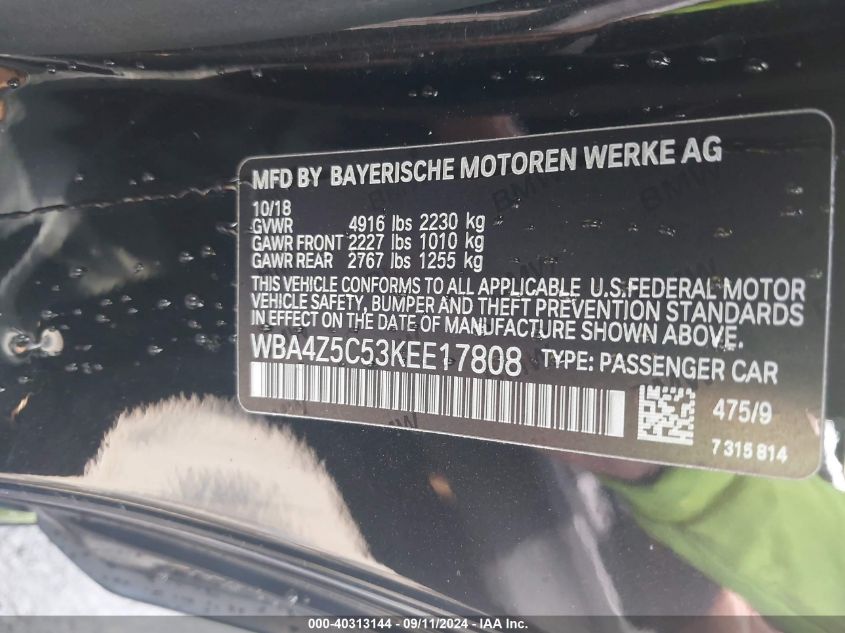 MFD BY BAYERISCHE MOTOREN WERKE AG
10/18
GVWR 4916 lbs 2230 kg
GAWR FRONT 2227 lbs 1010 kg
GAWR REAR 2767 lbs 1255 kg
THIS VEHICLE CONFORMS TO ALL APPLICABLE U.S.FEDERAL MOTOR
VEHICLE SAFETY, BUMPER AND THEFT PREVENTION STANDARDS
IN EFFECT ON THE DATE OF MANUFACTURE SHOWN ABOVE.
WBA4Z5C53KEE17808 TYPE: PASSENGER CAR
475/9
7 315 814
000-40313144 - 09/11/2024 - IAA Inc.